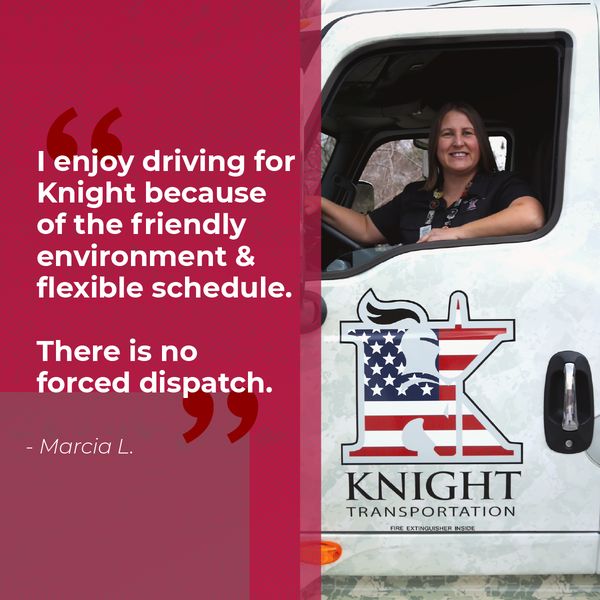 “
I enjoy driving for
Knight because
of the friendly
environment &
flexible schedule.
There is no
forced dispatch.
”
- Marcia L.
K
KNIGHT
TRANSPORTATION
FIRE EXTINGUISHER INSIDE